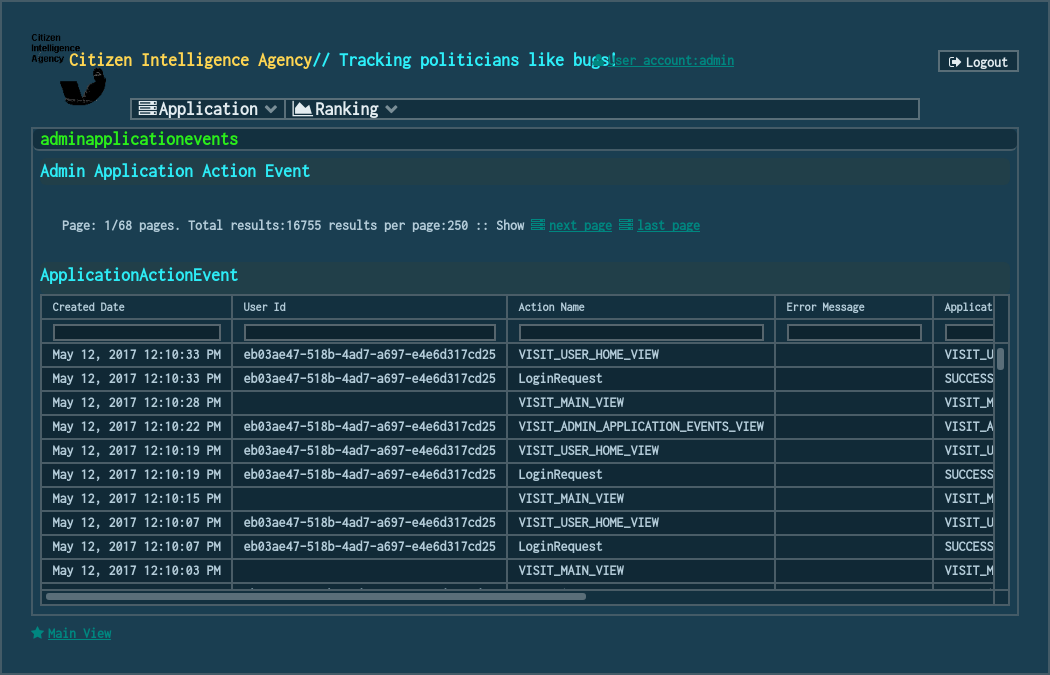 Citizen
Intelligence
Agency
Citizen Intelligence Agency// Tracking politicians like bugs!
User account:admin
Logout
Application Ranking
adminapplicationevents
Admin Application Action Event
Page: 1/68 pages. Total results:16755 results per page:250 :: Show next page last page
ApplicationActionEvent
Created Date User Id Action Name Error Message Applicat
May 12, 2017 12:10:33 PM eb03ae47-518b-4ad7-a697-e4e6d317cd25 VISIT_USER_HOME_VIEW VISIT_U
May 12, 2017 12:10:33 PM eb03ae47-518b-4ad7-a697-e4e6d317cd25 LoginRequest SUCCESS
May 12, 2017 12:10:28 PM VISIT_MAIN_VIEW VISIT_M
May 12, 2017 12:10:22 PM eb03ae47-518b-4ad7-a697-e4e6d317cd25 VISIT_ADMIN_APPLICATION_EVENTS_VIEW VISIT_A
May 12, 2017 12:10:19 PM eb03ae47-518b-4ad7-a697-e4e6d317cd25 VISIT_USER_HOME_VIEW VISIT_U
May 12, 2017 12:10:19 PM eb03ae47-518b-4ad7-a697-e4e6d317cd25 LoginRequest SUCCESS
May 12, 2017 12:10:15 PM VISIT_MAIN_VIEW VISIT_M
May 12, 2017 12:10:07 PM eb03ae47-518b-4ad7-a697-e4e6d317cd25 VISIT_USER_HOME_VIEW VISIT_U
May 12, 2017 12:10:07 PM eb03ae47-518b-4ad7-a697-e4e6d317cd25 LoginRequest SUCCESS
May 12, 2017 12:10:03 PM VISIT_MAIN_VIEW VISIT_M
Main View